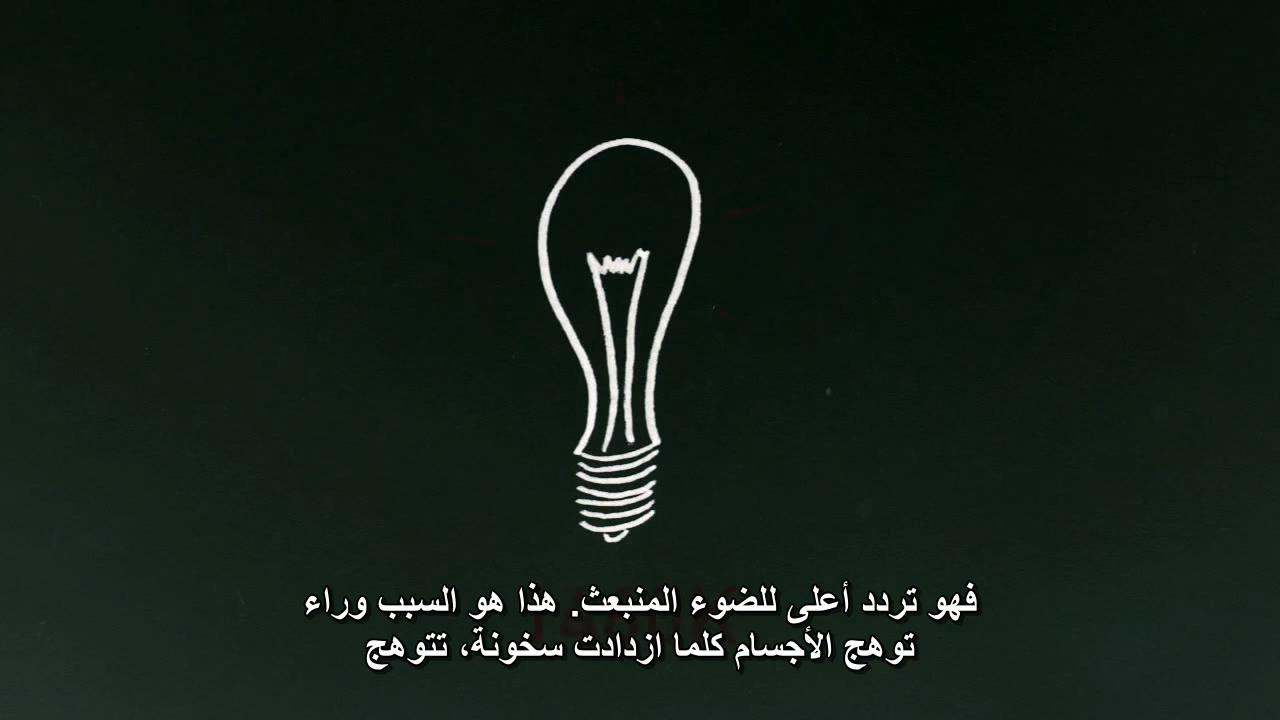 فهو تردد أعلى للضوء المنبعث. هذا هو السبب وراء
توهج الأجسام كلما ازدادت سخونة، تتوهج